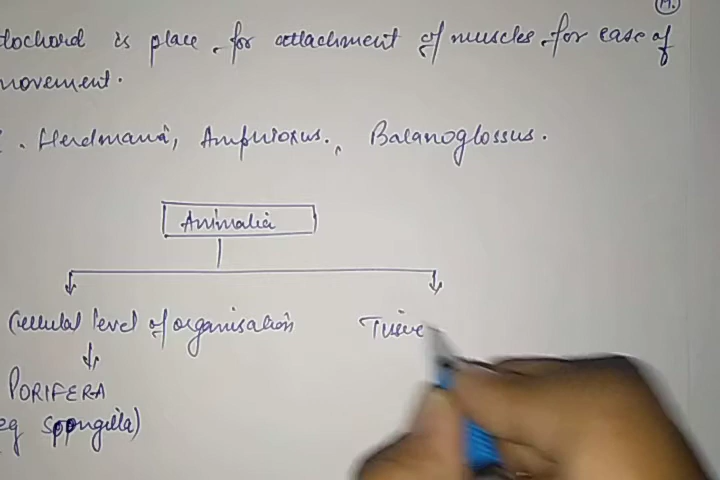 tochord is place for attachment of muscles for ease of
movement.
. Herdmania, Amphioxus., Balanoglossus.
Animalia
Cellulal level of organisation
Tissue
PORIFERA
eg Spongilla)